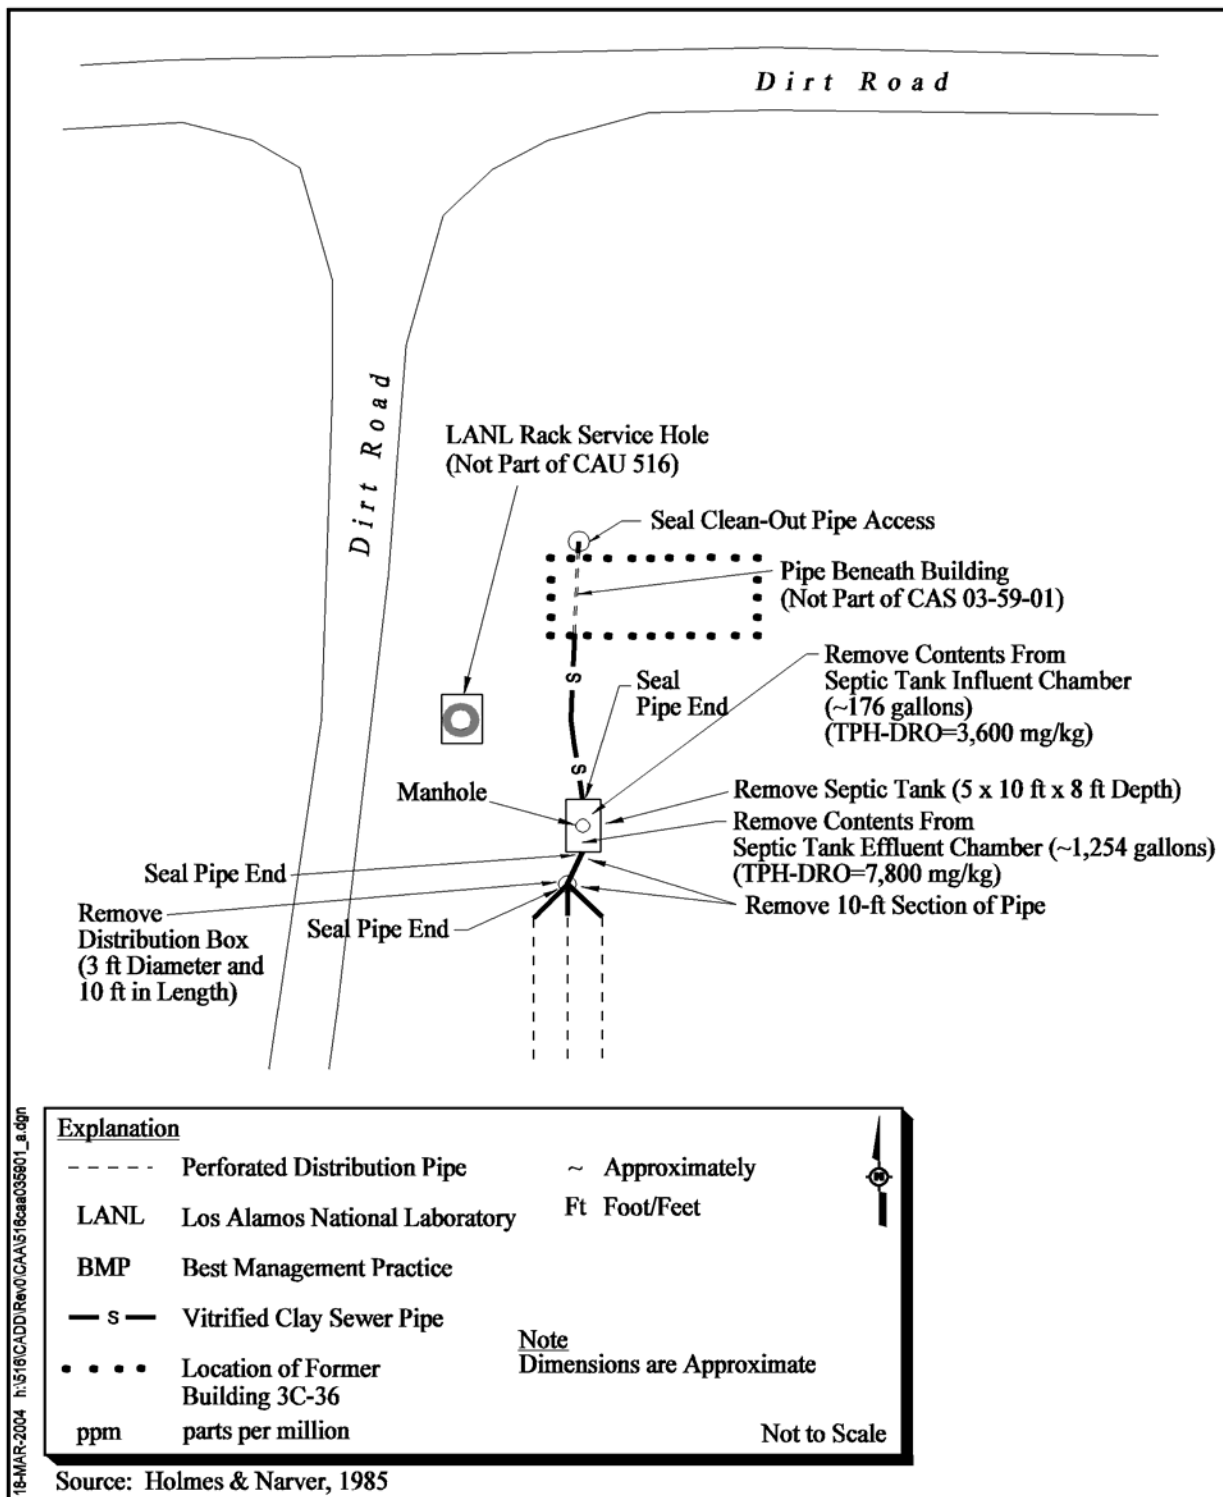 Dirt Road
Dirt Road
LANL Rack Service Hole
(Not Part of CAU 516)
Seal Clean-Out Pipe Access
Pipe Beneath Building
(Not Part of CAS 03-59-01)
Remove Contents From
Septic Tank Influent Chamber
(~176 gallons)
(TPH-DRO=3,600 mg/kg)
Seal
Pipe End
S
S
Manhole
Remove Septic Tank (5 x 10 ft x 8 ft Depth)
Remove Contents From
Septic Tank Effluent Chamber (~1,254 gallons)
(TPH-DRO=7,800 mg/kg)
Seal Pipe End
Remove 10-ft Section of Pipe
Remove
Distribution Box
(3 ft Diameter and
10 ft in Length)
Seal Pipe End
18-MAR-2004 h:\516\CADD\Rev0\CAA\516caa035901_a.dgn
Explanation
Perforated Distribution Pipe
~ Approximately
LANL Los Alamos National Laboratory
Ft Foot/Feet
BMP Best Management Practice
S Vitrified Clay Sewer Pipe
Location of Former
Building 3C-36
ppm parts per million
Note
Dimensions are Approximate
N
Not to Scale
Source: Holmes & Narver, 1985